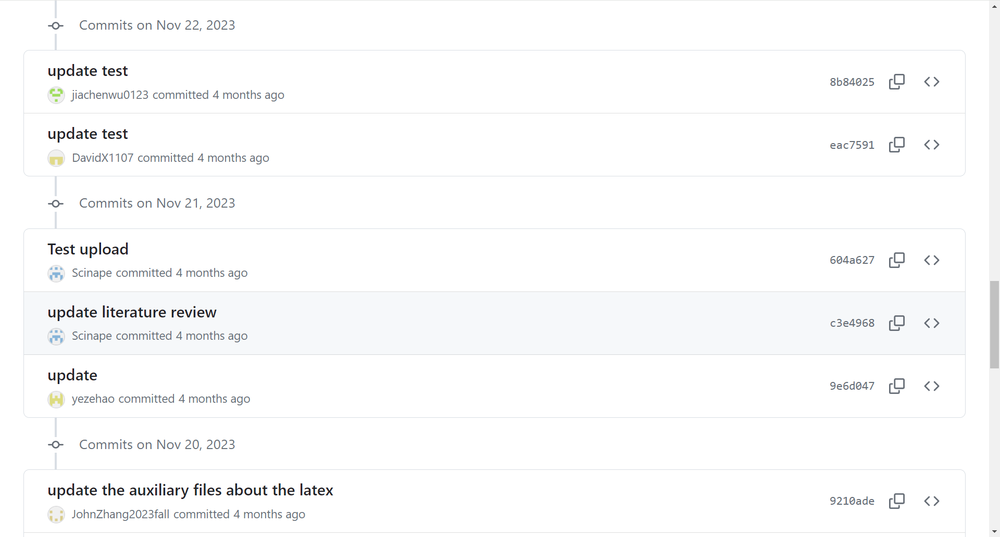 Commits on Nov 22, 2023
update test
8b84025
jiachenwu0123 committed 4 months ago
update test
eac7591
DavidX1107 committed 4 months ago
Commits on Nov 21, 2023
Test upload
604a627
Scinape committed 4 months ago
update literature review
c3e4968
Scinape committed 4 months ago
update
9e6d047
yezehao committed 4 months ago
Commits on Nov 20, 2023
update the auxiliary files about the latex
9210ade
JohnZhang2023fall committed 4 months ago